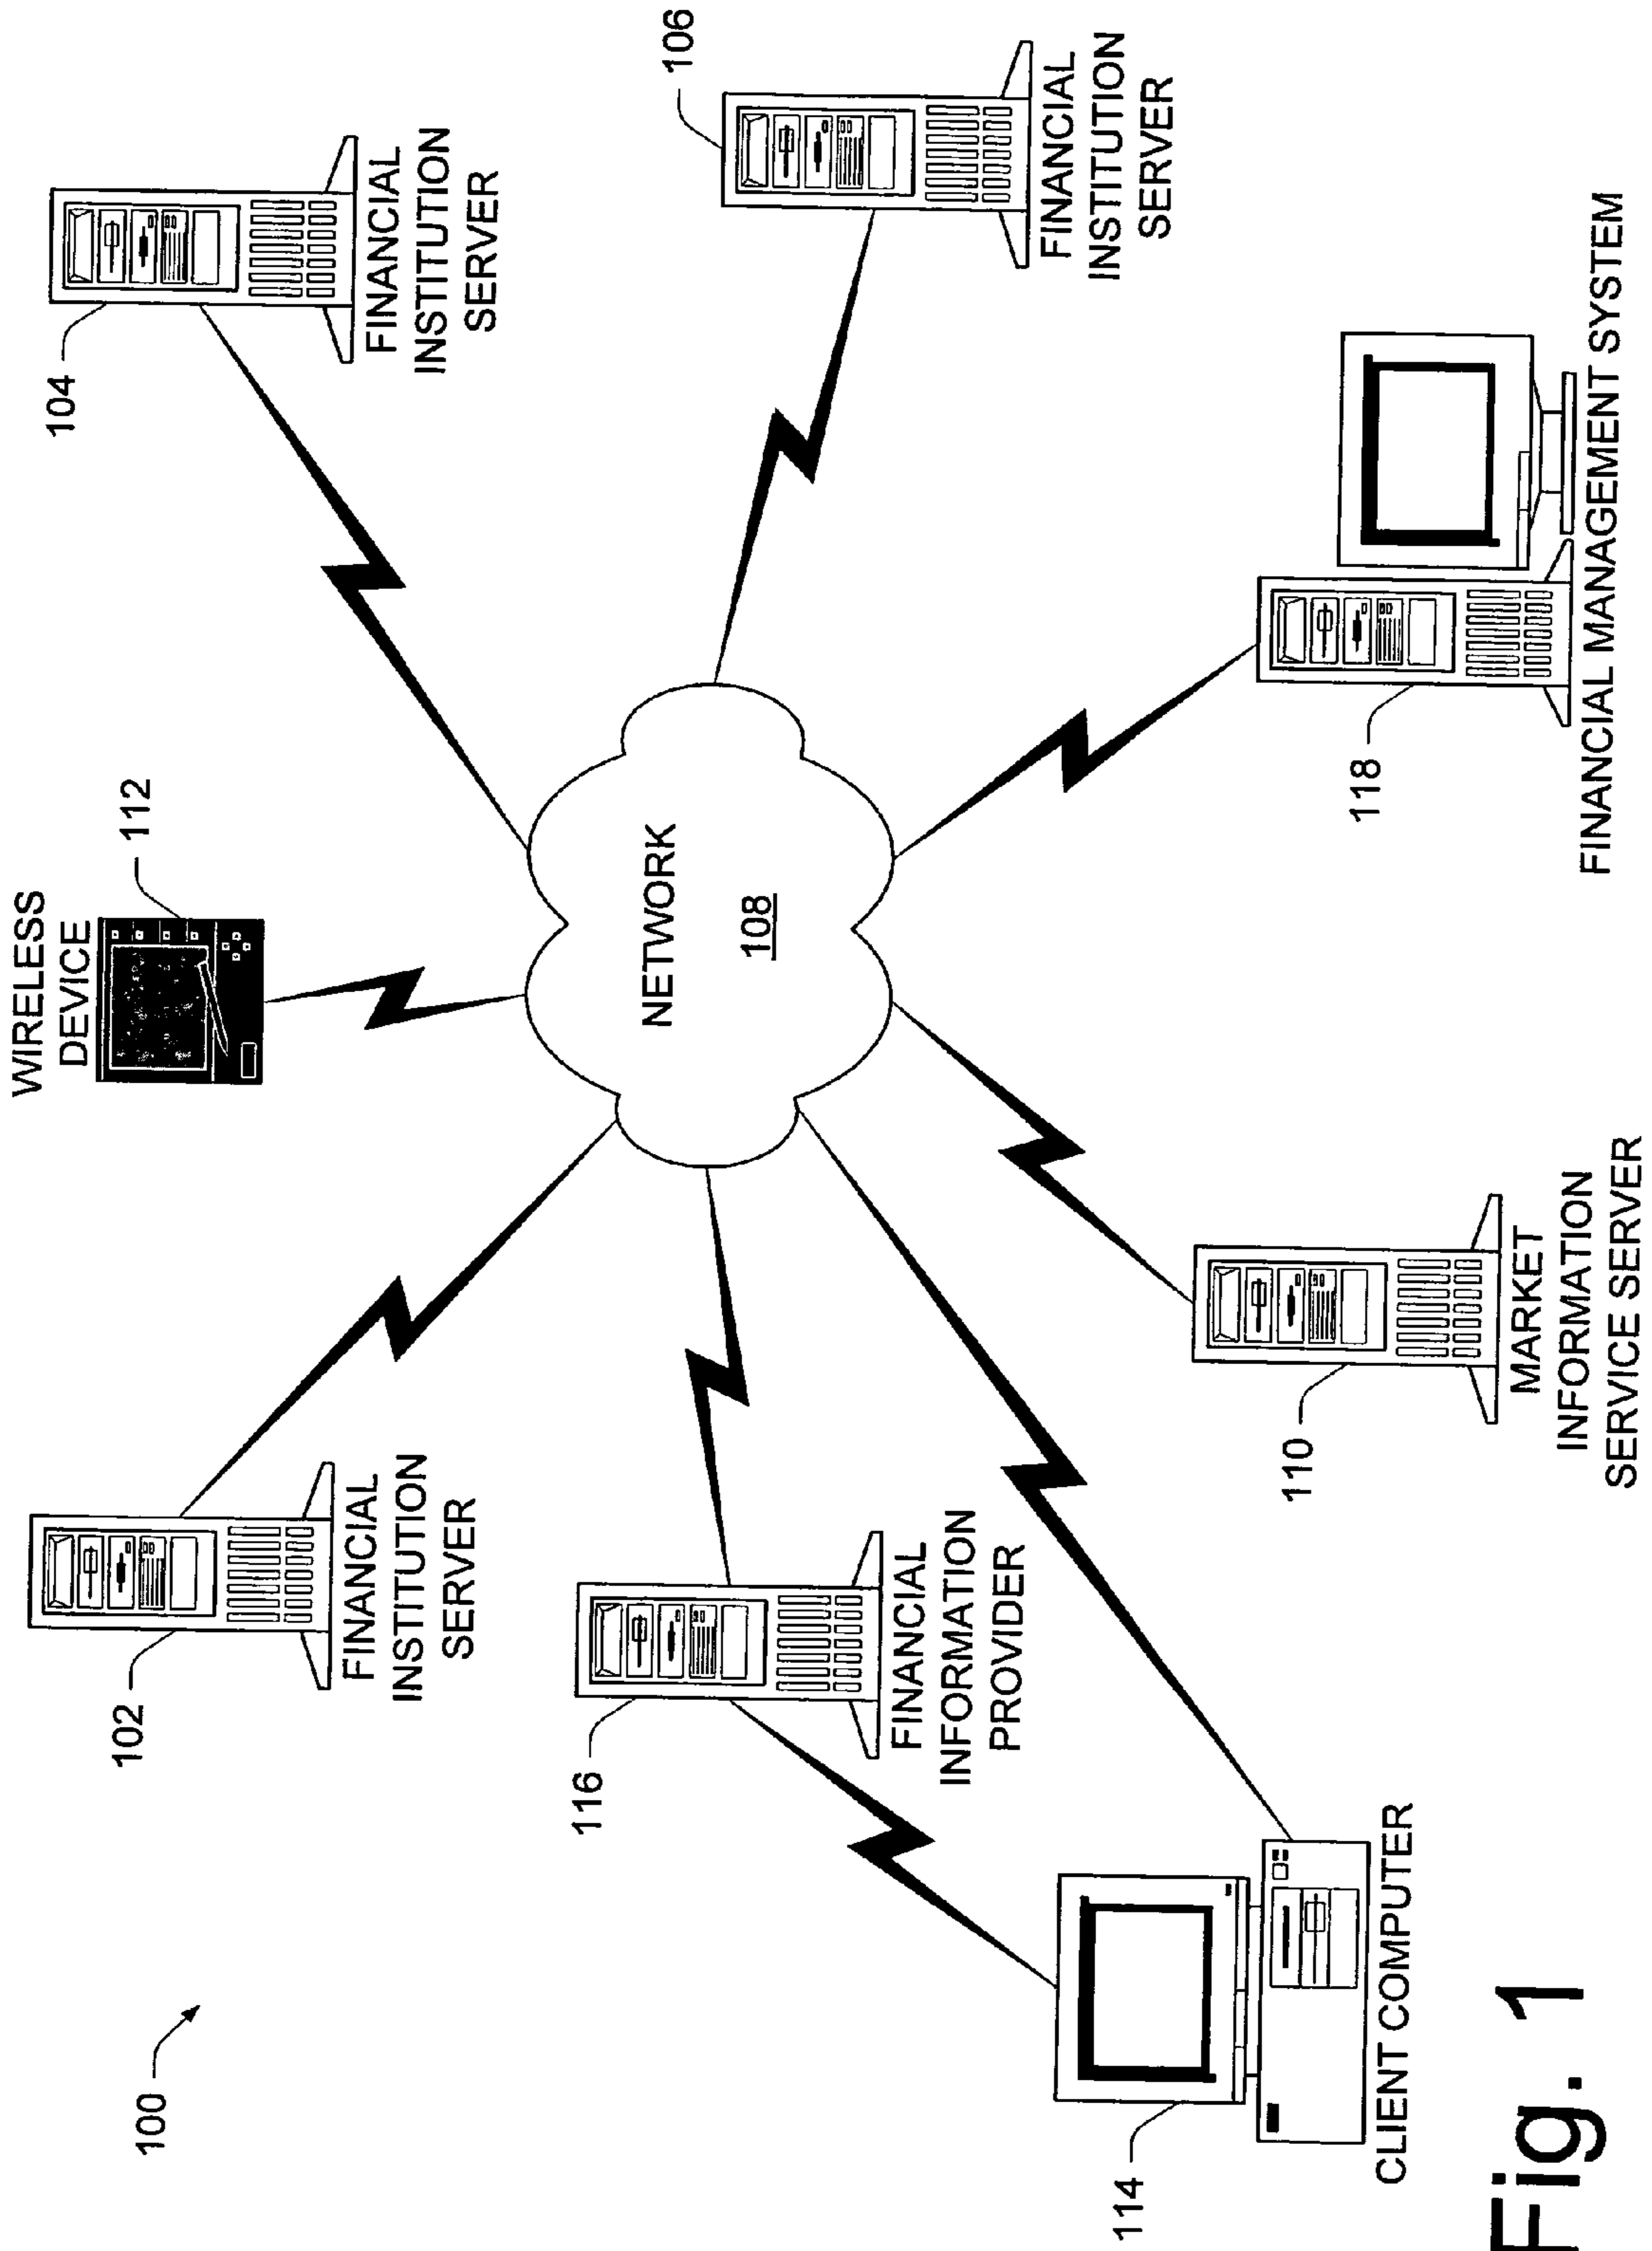 100
102
FINANCIAL
INSTITUTION
SERVER
WIRELESS
DEVICE
112
104
FINANCIAL
INSTITUTION
SERVER
116
FINANCIAL
INFORMATION
PROVIDER
NETWORK
108
106
FINANCIAL
INSTITUTION
SERVER
114
CLIENT COMPUTER
110
MARKET
INFORMATION
SERVICE SERVER
118
FINANCIAL MANAGEMENT SYSTEM
Fig. 1